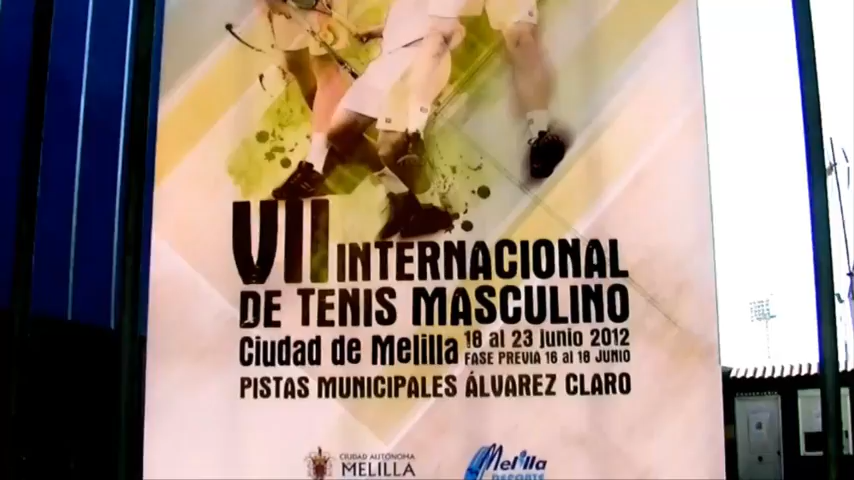 VII INTERNACIONAL
DE TENIS MASCULINO
Ciudad de Melilla
18 al 23 junio 2012
FASE PREVIA 16 al 18 JUNIO
PISTAS MUNICIPALES ÁLVAREZ CLARO
CIUDAD AUTÓNOMA
MELILLA
Melilla
DEPORTE